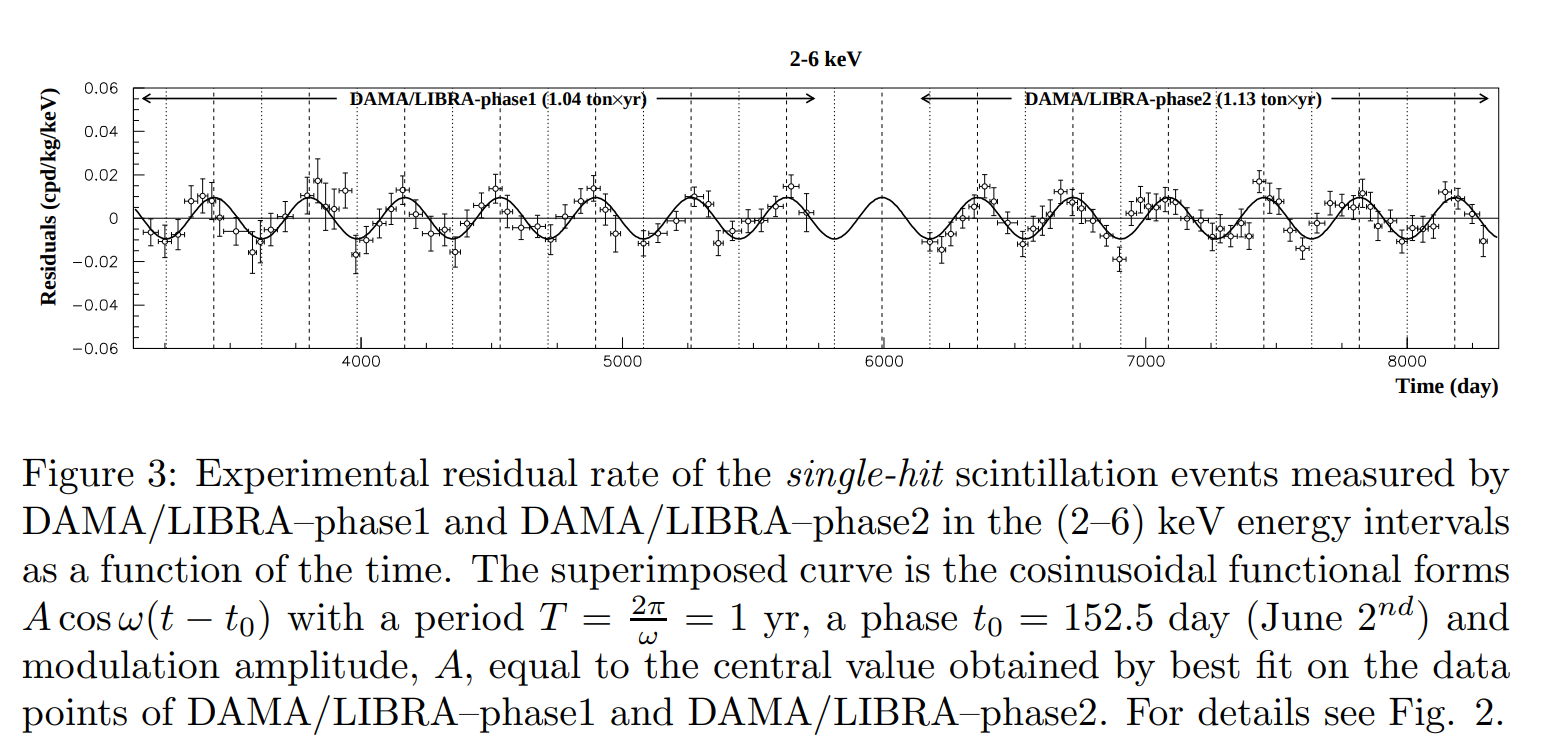 2-6 keV
Residuals (cpd/kg/keV)
0.06
0.04
0.02
0
−0.02
−0.04
−0.06
DAMA/LIBRA-phase1 (1.04 ton×yr)
DAMA/LIBRA-phase2 (1.13 ton×yr)
4000 5000 6000 7000 8000
Time (day)
Figure 3: Experimental residual rate of the single-hit scintillation events measured by
DAMA/LIBRA–phase1 and DAMA/LIBRA–phase2 in the (2–6) keV energy intervals
as a function of the time. The superimposed curve is the cosinusoidal functional forms
A cos ω(t − t₀) with a period T = 2π/ω = 1 yr, a phase t₀ = 152.5 day (June 2ⁿᵈ) and
modulation amplitude, A, equal to the central value obtained by best fit on the data
points of DAMA/LIBRA–phase1 and DAMA/LIBRA–phase2. For details see Fig. 2.